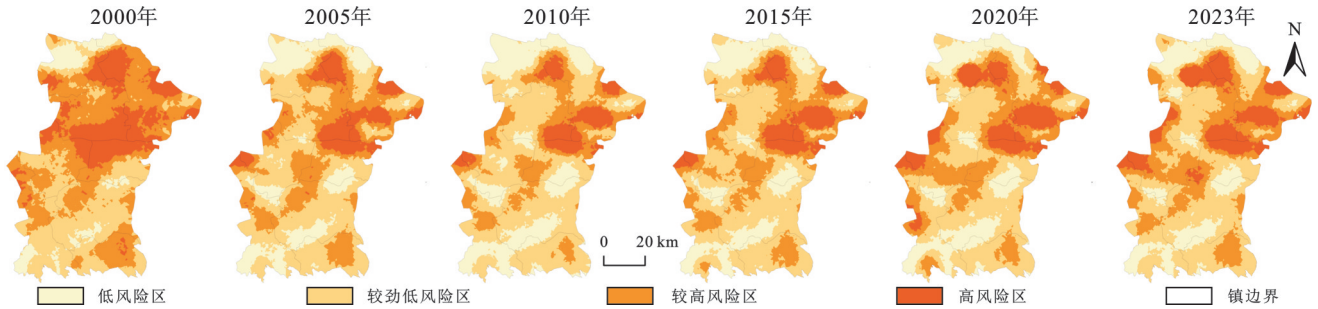 2000年
2005年
2010年
2015年
2020年
2023年
N
0 20 km
低风险区
较劲低风险区
较高风险区
高风险区
镇边界